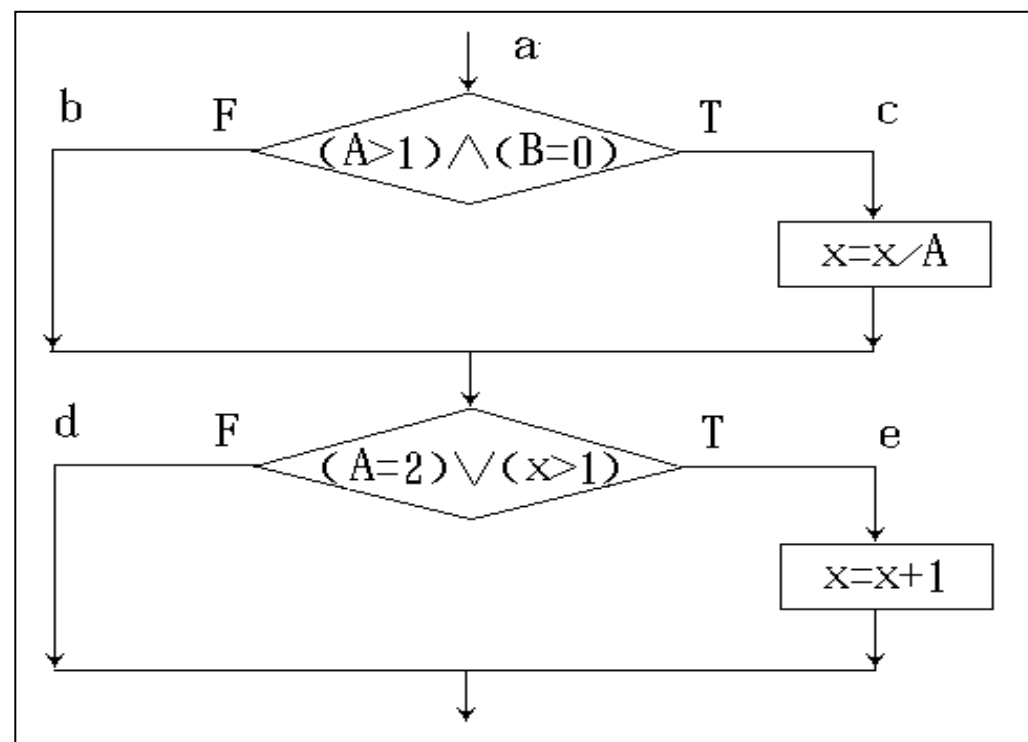 a
b F T c
(A>1)∧(B=0)
x=x/A
d F T e
(A=2)∨(x>1)
x=x+1